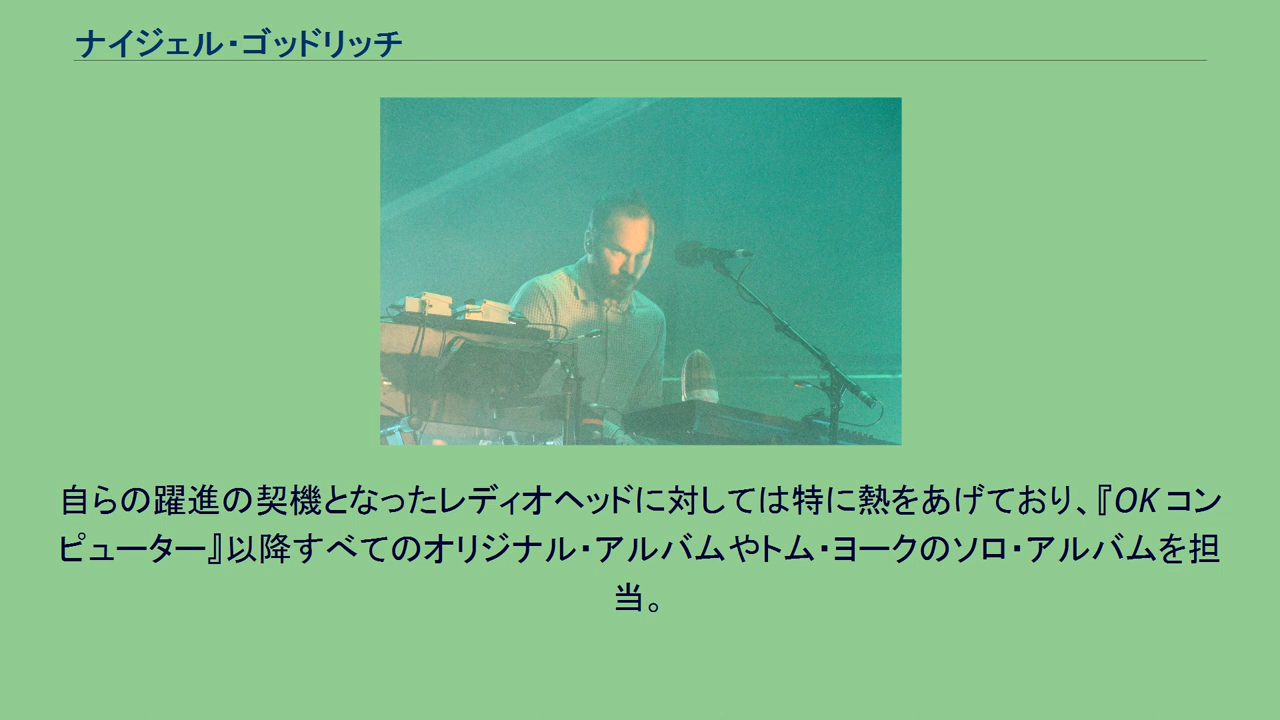 ナイジェル・ゴッドリッチ
自らの躍進の契機となったレディオヘッドに対しては特に熱をあげており、『OK コン
ピューター』以降すべてのオリジナル・アルバムやトム・ヨークのソロ・アルバムを担
当。